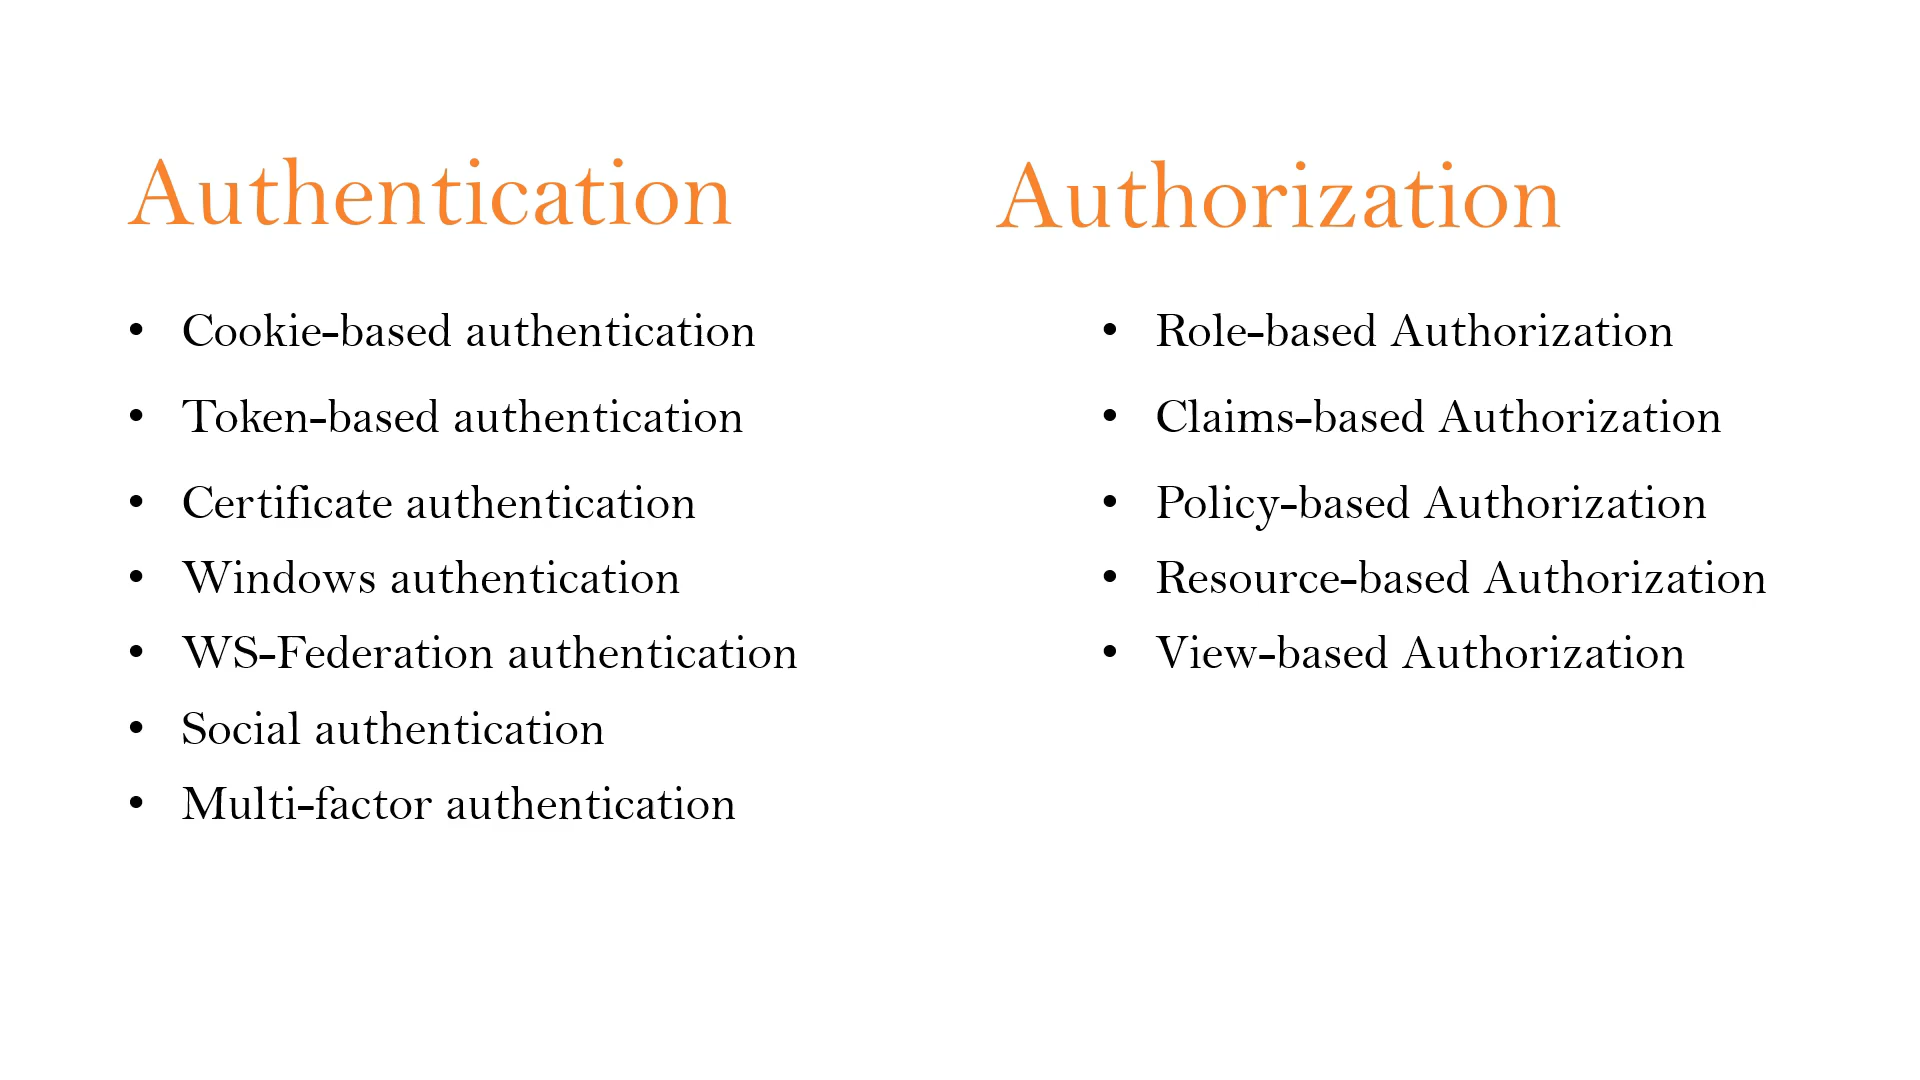 Authentication
• Cookie-based authentication
• Token-based authentication
• Certificate authentication
• Windows authentication
• WS-Federation authentication
• Social authentication
• Multi-factor authentication
Authorization
• Role-based Authorization
• Claims-based Authorization
• Policy-based Authorization
• Resource-based Authorization
• View-based Authorization